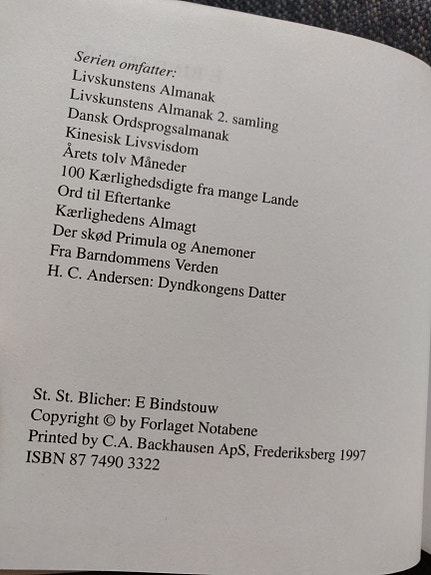 Serien omfatter:
Livskunstens Almanak
Livskunstens Almanak 2. samling
Dansk Ordsprogsalmanak
Kinesisk Livsvisdom
Årets tolv Måneder
100 Kærlighedsdigte fra mange Lande
Ord til Eftertanke
Kærlighedens Almagt
Der skød Primula og Anemoner
Fra Barndommens Verden
H. C. Andersen: Dyndkongens Datter
St. St. Blicher: E Bindstouw
Copyright © by Forlaget Notabene
Printed by C.A. Backhausen ApS, Frederiksberg 1997
ISBN 87 7490 3322